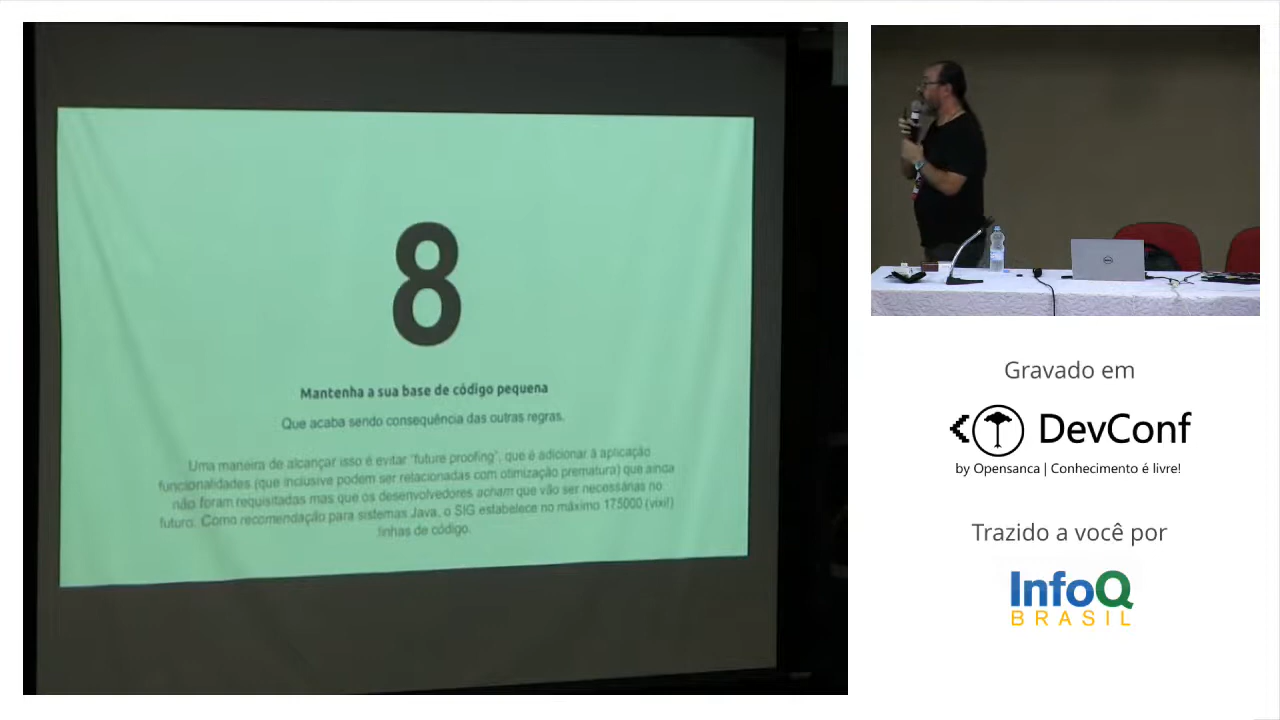 8
Mantenha a sua base de código pequena
Que acaba sendo consequência das outras regras.
Uma maneira de alcançar isso é evitar "future proofing", que é adicionar à aplicação
funcionalidades (que inclusive podem ser relacionadas com otimização prematura) que ainda
não foram requisitadas mas que os desenvolvedores acham que vão ser necessárias no
futuro. Como recomendação para sistemas Java, o SIG estabelece no máximo 175000 (vixi!)
linhas de código.
Gravado em
DevConf
by Opensanca | Conhecimento é livre!
Trazido a você por
InfoQ
BRASIL